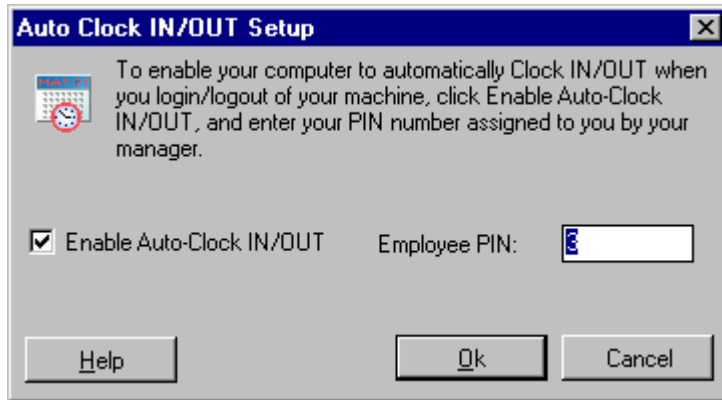 Auto Clock IN/OUT Setup
To enable your computer to automatically Clock IN/OUT when
you login/logout of your machine, click Enable Auto-Clock
IN/OUT, and enter your PIN number assigned to you by your
manager.
Enable Auto-Clock IN/OUT Employee PIN: 3
Help Ok Cancel